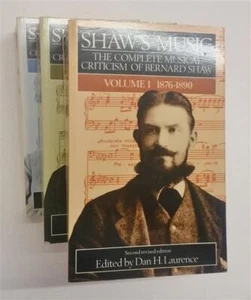 SHAW'S MUSIC
THE COMPLETE MUSICAL
CRITICISM OF BERNARD SHAW
VOLUME 1 1876-1890
Second revised edition
Edited by Dan H. Laurence